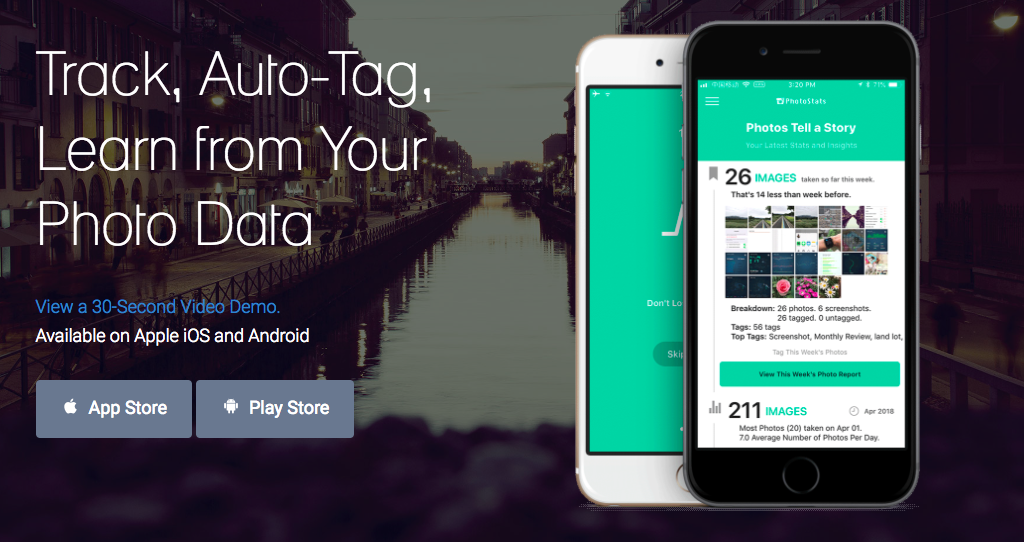 Track, Auto-Tag,
Learn from Your
Photo Data
View a 30-Second Video Demo.
Available on Apple iOS and Android
App Store
Play Store
Don't Lo
Skip
3:20 PM
71%
PhotoStats
Photos Tell a Story
Your Latest Stats and Insights
26 IMAGES taken so far this week.
That's 14 less than week before.
Breakdown: 26 photos. 6 screenshots.
26 tagged. 0 untagged.
Tags: 56 tags
Top Tags: Screenshot, Monthly Review, land lot,
Tag This Week's Photos
View This Week's Photo Report
211 IMAGES Apr 2018
Most Photos (20) taken on Apr 01.
7.0 Average Number of Photos Per Day.